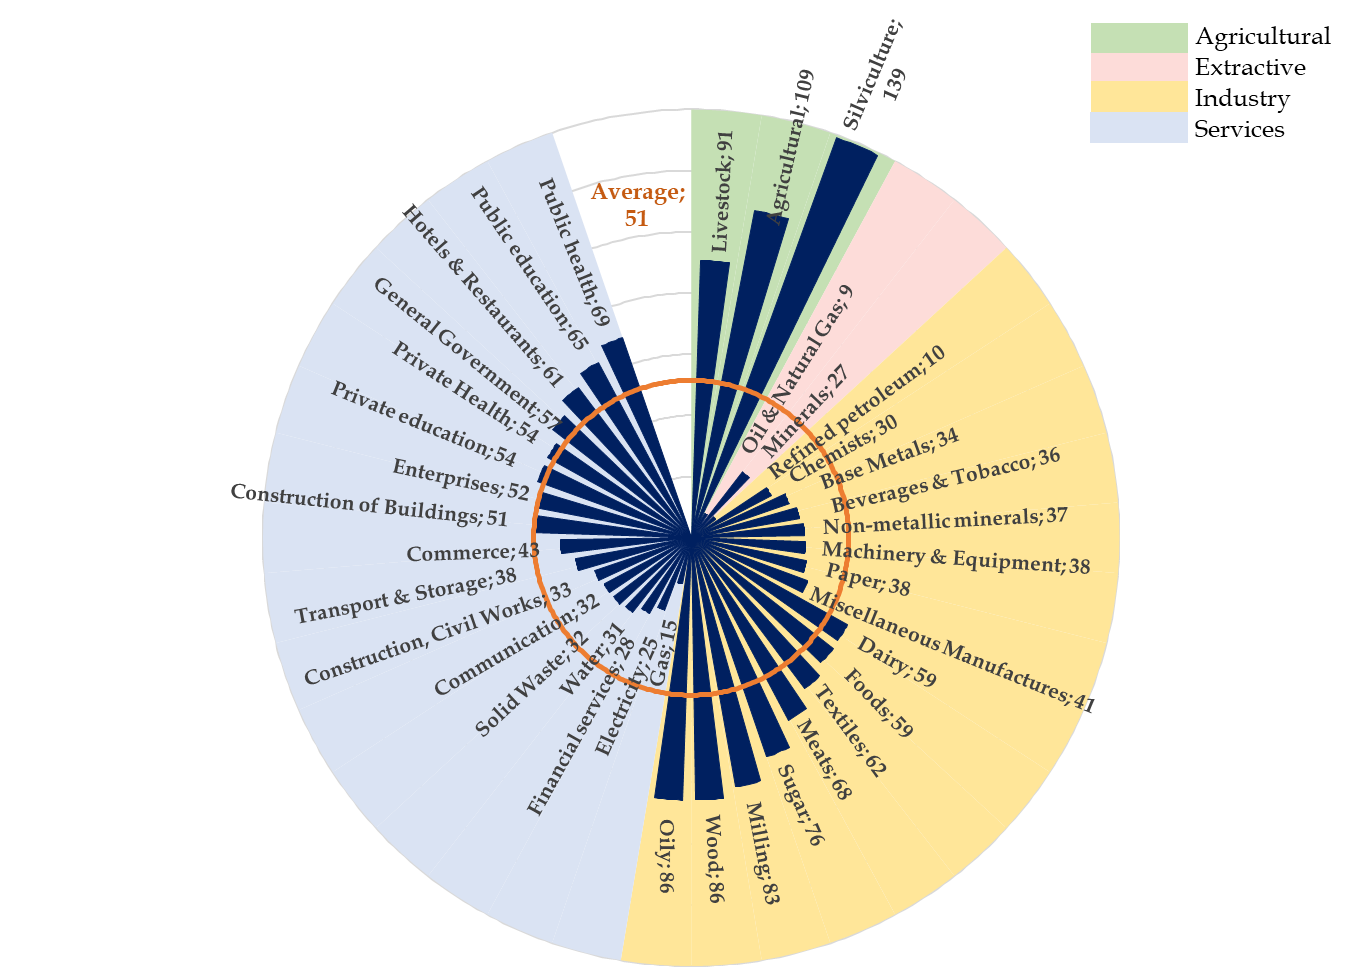 Agricultural
Extractive
Industry
Services
Average;
51
Livestock; 91
Agricultural; 109
Silviculture;
139
Oil & Natural Gas; 9
Minerals; 27
Refined petroleum; 10
Chemists; 30
Base Metals; 34
Beverages & Tobacco; 36
Non-metallic minerals; 37
Machinery & Equipment; 38
Paper; 38
Miscellaneous Manufactures; 41
Dairy; 59
Foods; 59
Textiles; 62
Meats; 68
Sugar; 76
Milling; 83
Wood; 86
Oily; 86
Gas; 15
Electricity; 25
Financial services; 28
Water; 31
Solid Waste; 32
Communication; 32
Construction, Civil Works; 33
Transport & Storage; 38
Commerce; 43
Construction of Buildings; 51
Enterprises; 52
Private education; 54
Private Health; 54
General Government; 57
Hotels & Restaurants; 61
Public education; 65
Public health; 69